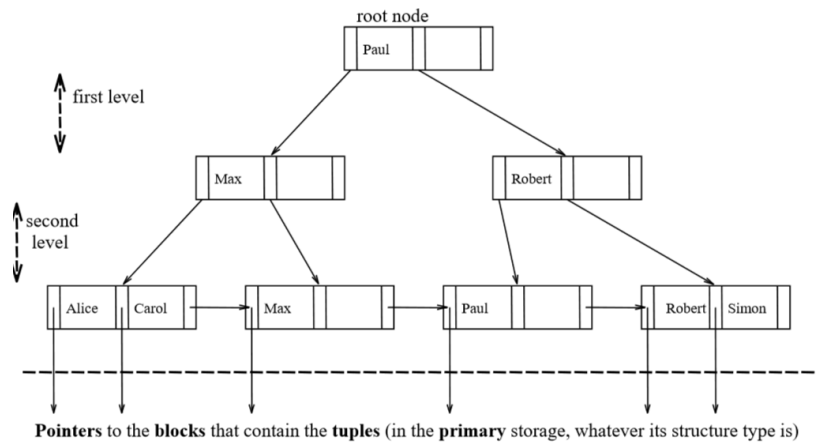 root node
Paul
first level
Max
Robert
second
level
Alice Carol Max Paul Robert Simon
Pointers to the blocks that contain the tuples (in the primary storage, whatever its structure type is)